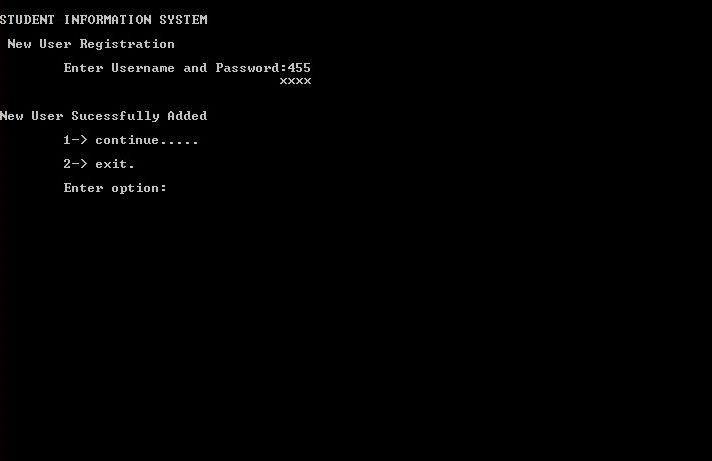 STUDENT INFORMATION SYSTEM
New User Registration
Enter Username and Password:455
xxxx
New User Sucessfully Added
1-> continue.....
2-> exit.
Enter option: